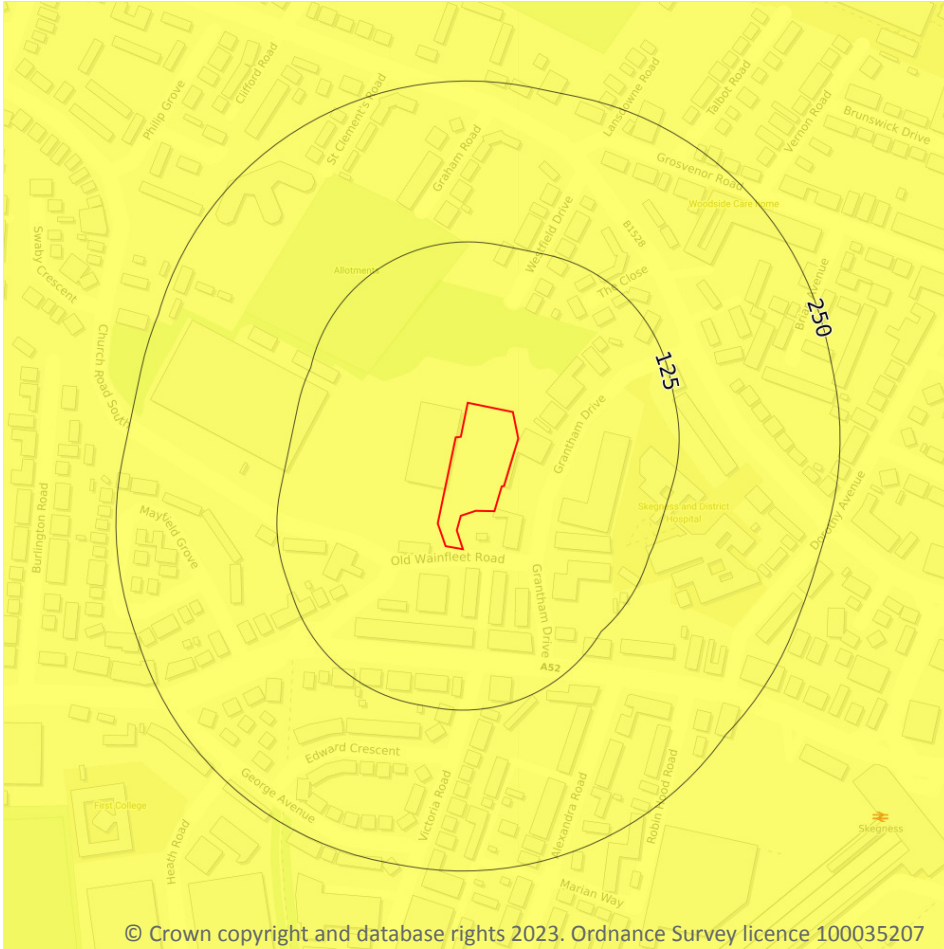 Philip Grove
Clifford Road
St Clement's Road
Graham Road
Lansdowne Road
Talbot Road
Vernon Road
Brunswick Drive
Grosvenor Road
Woodside Care home
Swaby Crescent
Allotments
Westfield Drive
B1528
The Close
250
125
Church Road South
Grantham Drive
Burlington Road
Mayfield Grove
Skegness and District
Hospital
Dorothy Avenue
Old Wainfleet Road
Grantham Drive
A52
Edward Crescent
George Avenue
First College
Heath Road
Victoria Road
Alexandra Road
Robin Hood Road
Skegness
Marian Way
© Crown copyright and database rights 2023. Ordnance Survey licence 100035207